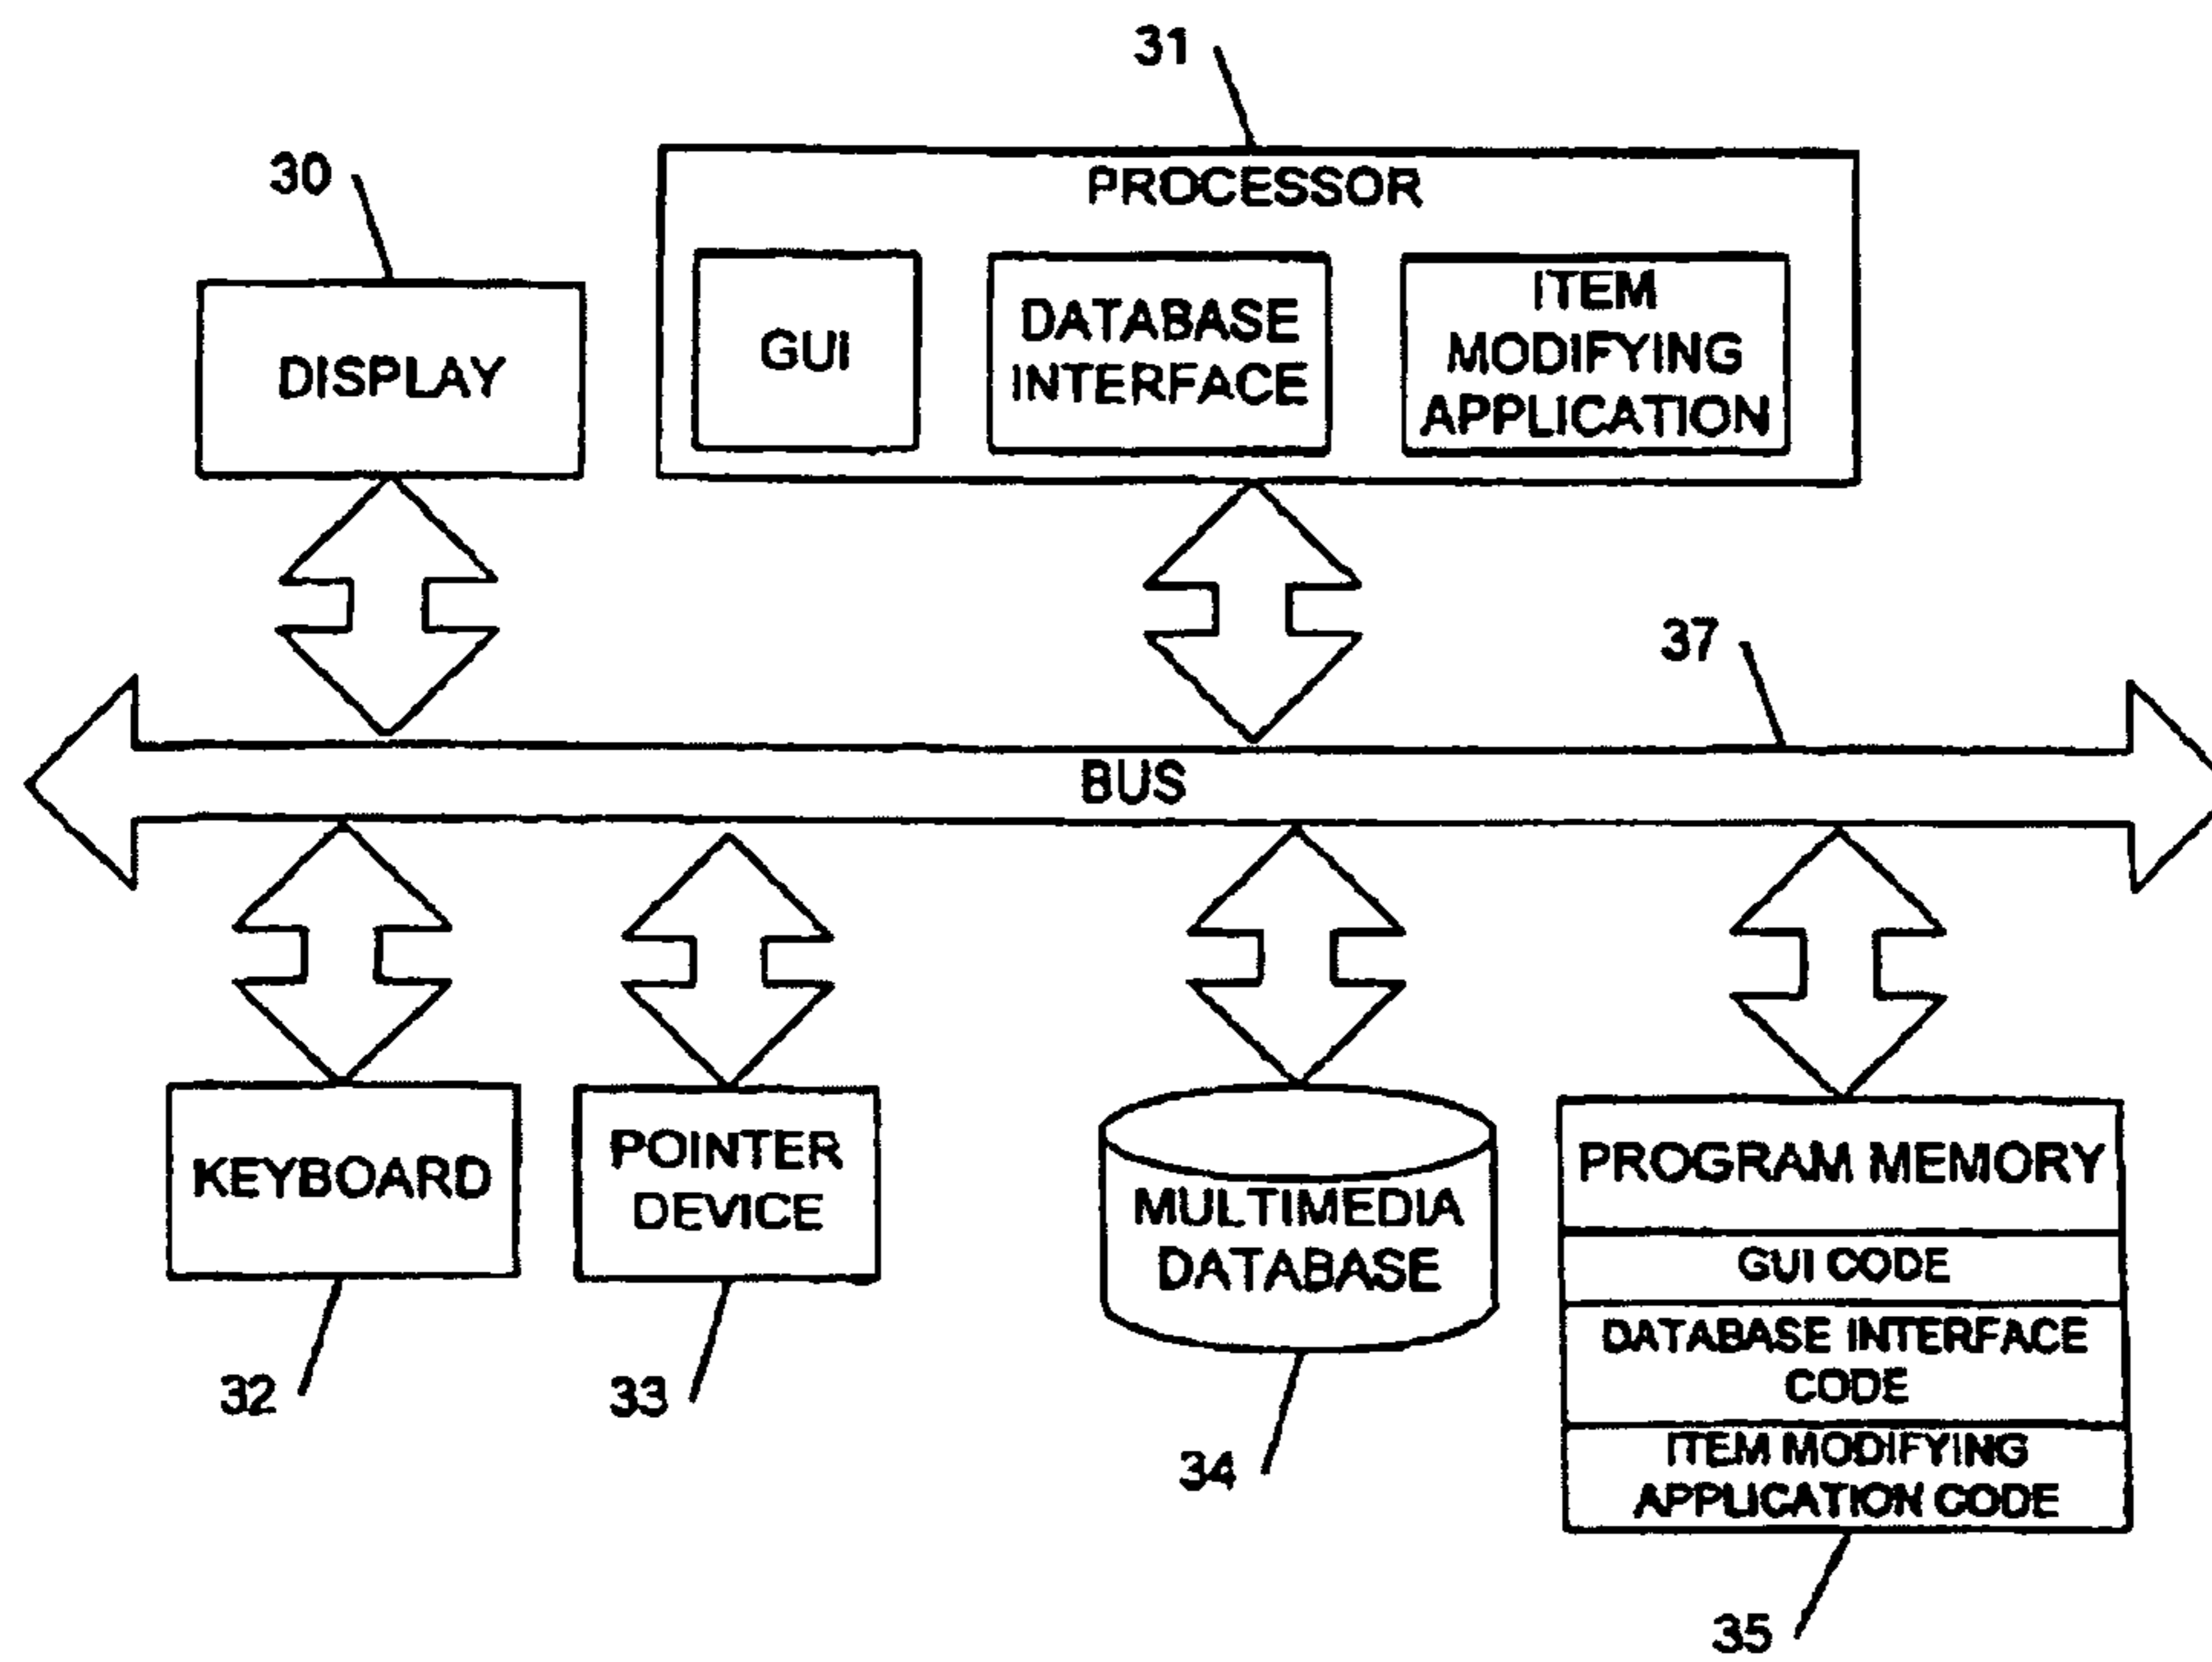 31
30
PROCESSOR
DISPLAY
GUI
DATABASE
INTERFACE
ITEM
MODIFYING
APPLICATION
37
BUS
KEYBOARD
POINTER
DEVICE
MULTIMEDIA
DATABASE
PROGRAM MEMORY
GUI CODE
DATABASE INTERFACE
CODE
ITEM MODIFYING
APPLICATION CODE
32
33
34
35